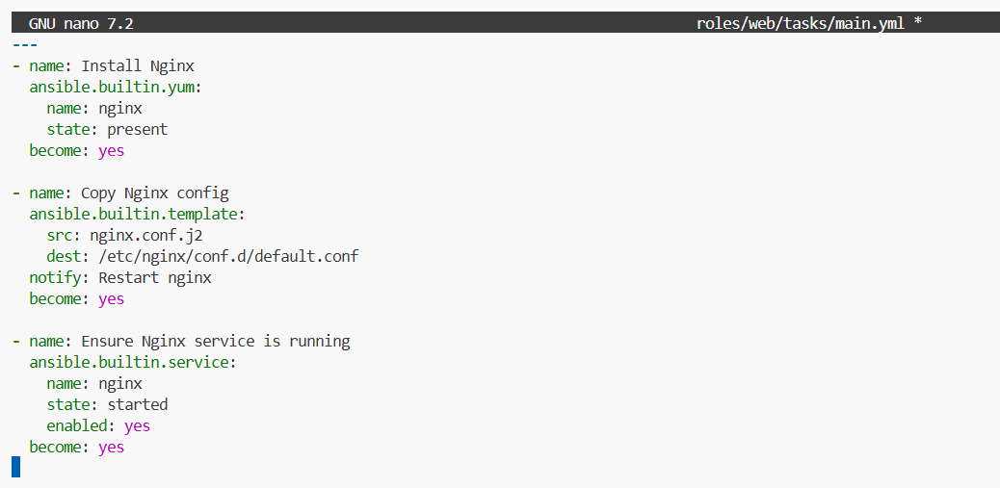 GNU nano 7.2 roles/web/tasks/main.yml *
---
- name: Install Nginx
  ansible.builtin.yum:
    name: nginx
    state: present
  become: yes

- name: Copy Nginx config
  ansible.builtin.template:
    src: nginx.conf.j2
    dest: /etc/nginx/conf.d/default.conf
  notify: Restart nginx
  become: yes

- name: Ensure Nginx service is running
  ansible.builtin.service:
    name: nginx
    state: started
    enabled: yes
  become: yes